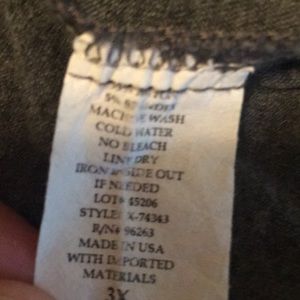 MACHINE WASH
COLD WATER
NO BLEACH
LINE DRY
IRON INSIDE OUT
IF NEEDED
LOT# 45206
STYLE# X-74343
R/N# 96263
MADE IN USA
WITH IMPORTED
MATERIALS
3X